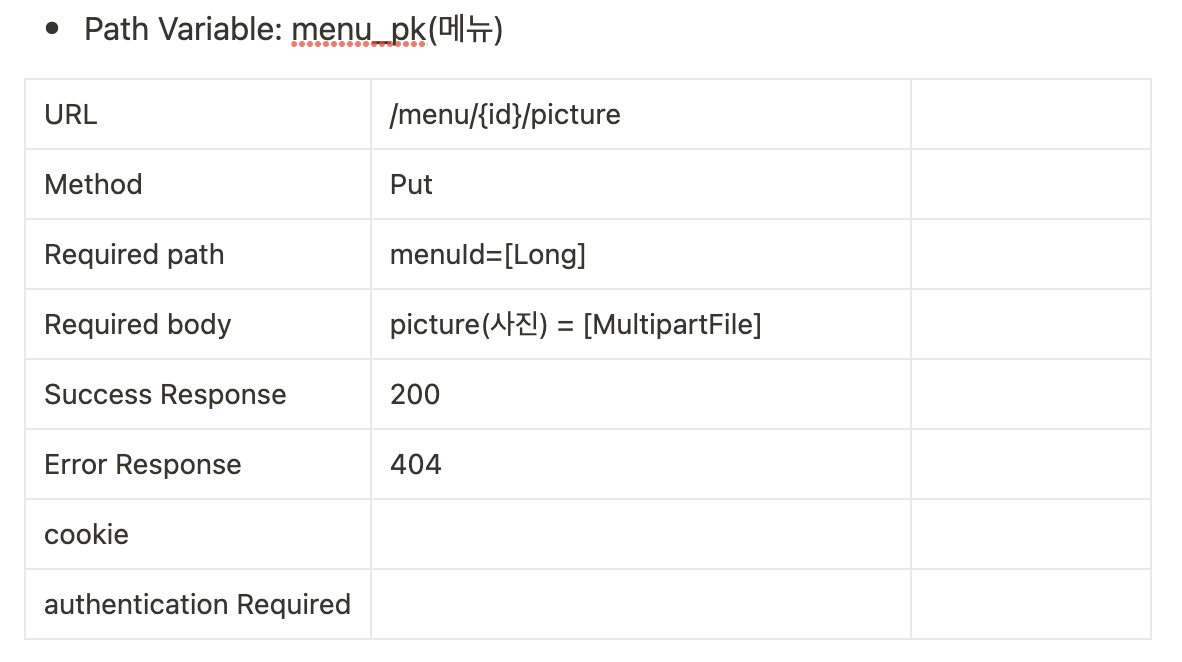 • Path Variable: menu_pk(메뉴)
URL /menu/{id}/picture
Method Put
Required path menuId=[Long]
Required body picture(사진) = [MultipartFile]
Success Response 200
Error Response 404
cookie
authentication Required